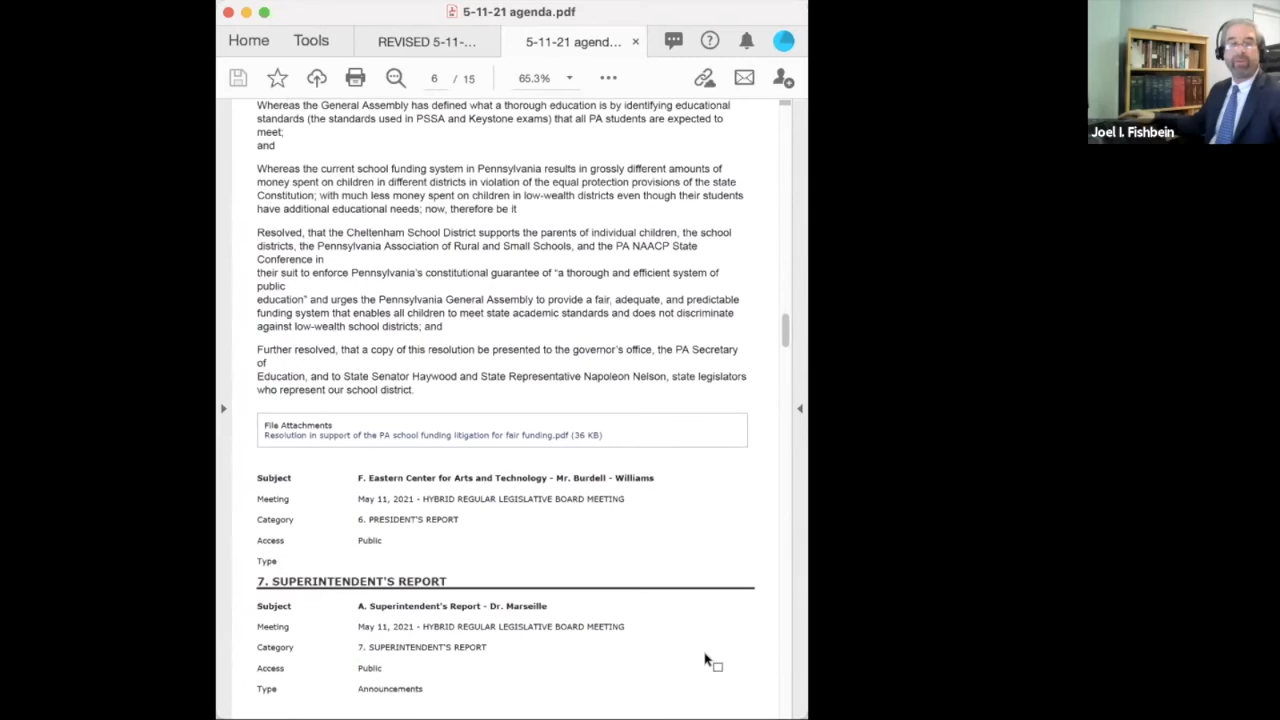 5-11-21 agenda.pdf
Home
Tools
REVISED 5-11-...
5-11-21 agend...
6 / 15
65.3%
Whereas the General Assembly has defined what a thorough education is by identifying educational
standards (the standards used in PSSA and Keystone exams) that all PA students are expected to
meet;
and
Whereas the current school funding system in Pennsylvania results in grossly different amounts of
money spent on children in different districts in violation of the equal protection provisions of the state
Constitution; with much less money spent on children in low-wealth districts even though their students
have additional educational needs; now, therefore be it
Resolved, that the Cheltenham School District supports the parents of individual children, the school
districts, the Pennsylvania Association of Rural and Small Schools, and the PA NAACP State
Conference in
their suit to enforce Pennsylvania's constitutional guarantee of "a thorough and efficient system of
public
education" and urges the Pennsylvania General Assembly to provide a fair, adequate, and predictable
funding system that enables all children to meet state academic standards and does not discriminate
against low-wealth school districts; and
Further resolved, that a copy of this resolution be presented to the governor's office, the PA Secretary
of
Education, and to State Senator Haywood and State Representative Napoleon Nelson, state legislators
who represent our school district.
File Attachments
Resolution in support of the PA school funding litigation for fair funding.pdf (36 KB)
Subject F. Eastern Center for Arts and Technology - Mr. Burdell - Williams
Meeting May 11, 2021 - HYBRID REGULAR LEGISLATIVE BOARD MEETING
Category 6. PRESIDENT'S REPORT
Access Public
Type
7. SUPERINTENDENT'S REPORT
Subject A. Superintendent's Report - Dr. Marseille
Meeting May 11, 2021 - HYBRID REGULAR LEGISLATIVE BOARD MEETING
Category 7. SUPERINTENDENT'S REPORT
Access Public
Type Announcements
Joel I. Fishbein